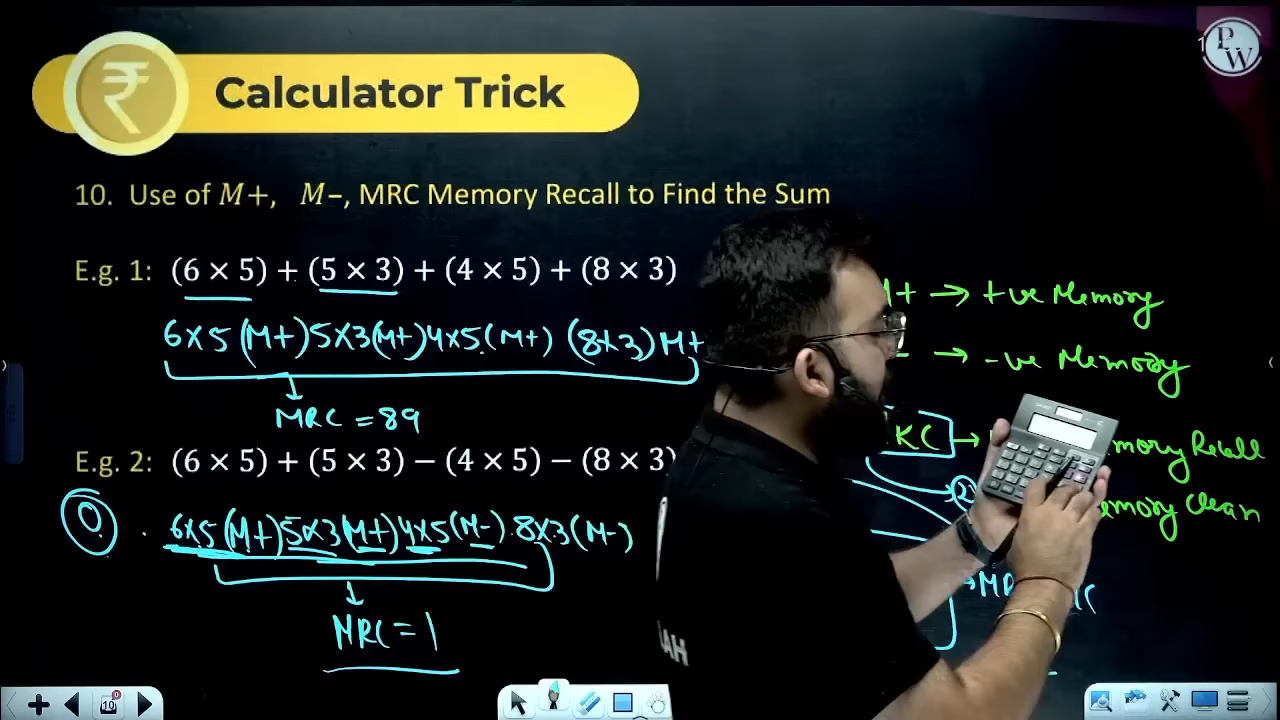 Calculator Trick
PW
10. Use of M+, M−, MRC Memory Recall to Find the Sum
E.g. 1: (6 × 5) + (5 × 3) + (4 × 5) + (8 × 3)
6×5(M+)5×3(M+)4×5(M+) (8×3)M+
MRC = 89
E.g. 2: (6 × 5) + (5 × 3) − (4 × 5) − (8 × 3)
0
6×5(M+)5×3(M+)4×5(M-) 8×3(M-)
MRC = 1
→ +ve Memory
→ -ve Memory
→
Recall
Clean
AH
10